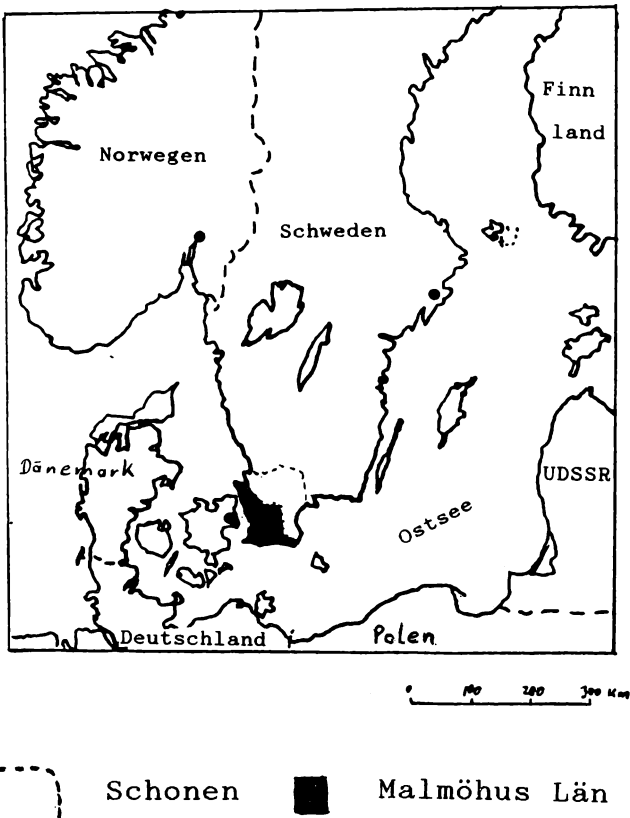 Finn
land
Norwegen
Schweden
Dänemark
UDSSR
Ostsee
Deutschland
Polen
0 100 200 300 Km
Schonen
Malmöhus Län